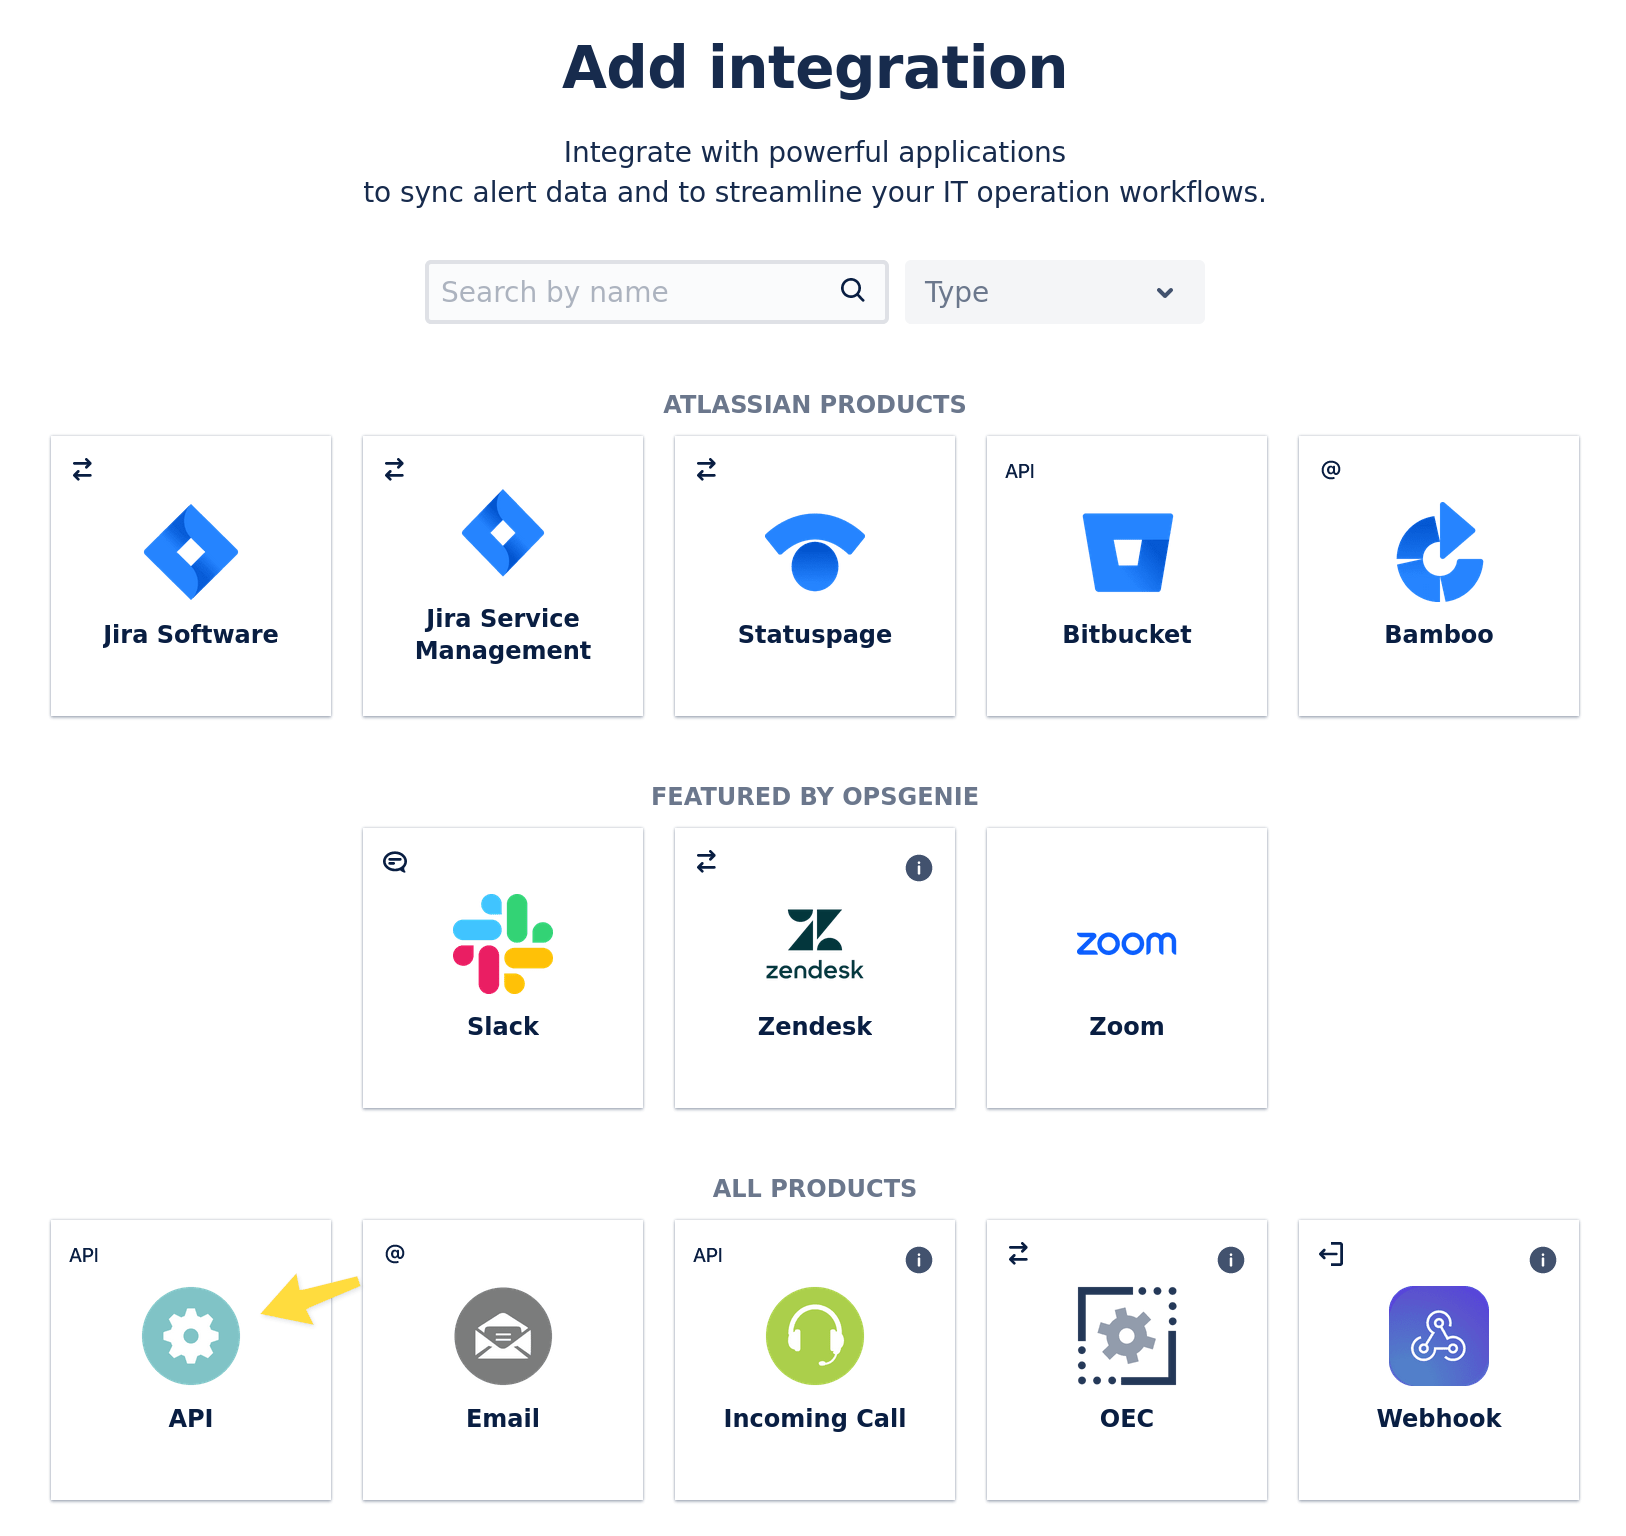 Add integration
Integrate with powerful applications
to sync alert data and to streamline your IT operation workflows.
Search by name
Type
ATLASSIAN PRODUCTS
API
@
Jira Software
Jira Service
Management
Statuspage
Bitbucket
Bamboo
FEATURED BY OPSGENIE
i
zendesk
zoom
Slack
Zendesk
Zoom
ALL PRODUCTS
API
@
API
i
i
i
API
Email
Incoming Call
OEC
Webhook